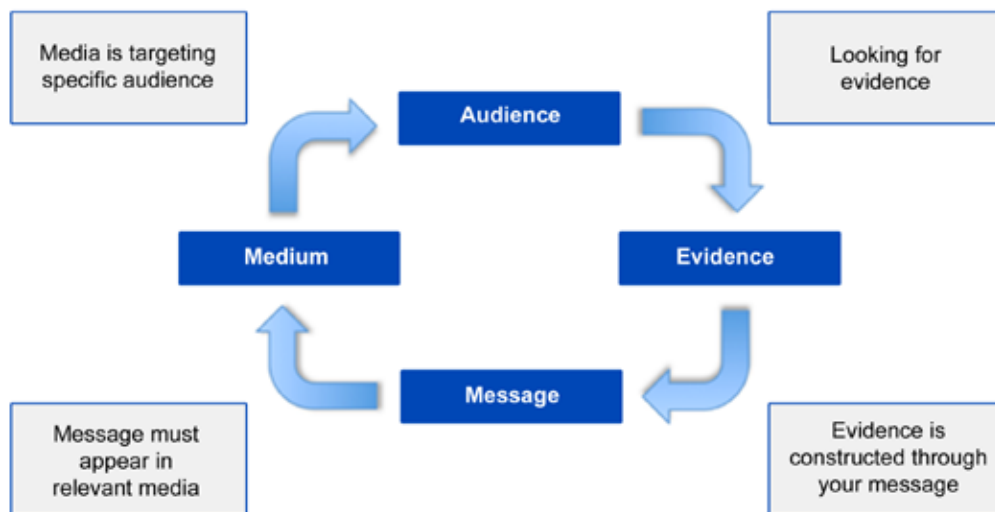 Media is targeting
specific audience
Looking for
evidence
Audience
Medium
Evidence
Message
Message must
appear in
relevant media
Evidence is
constructed through
your message